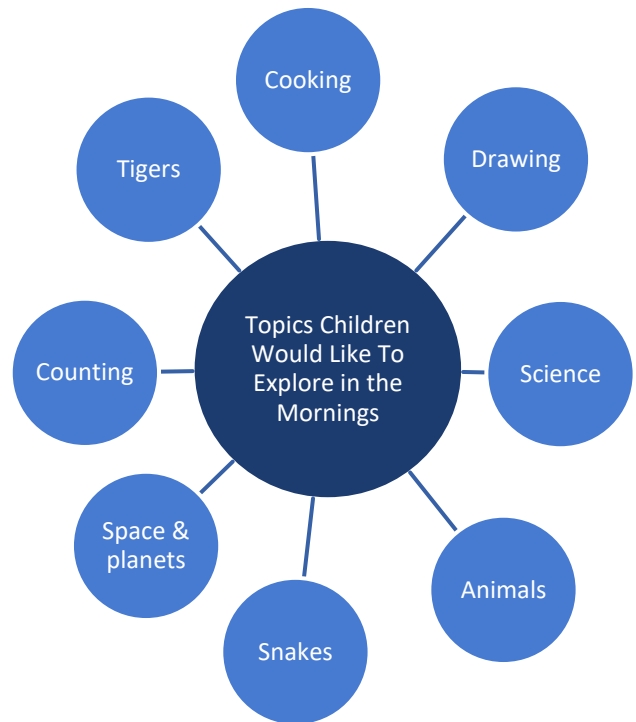 Cooking
Drawing
Science
Animals
Snakes
Space &
planets
Counting
Tigers
Topics Children
Would Like To
Explore in the
Mornings